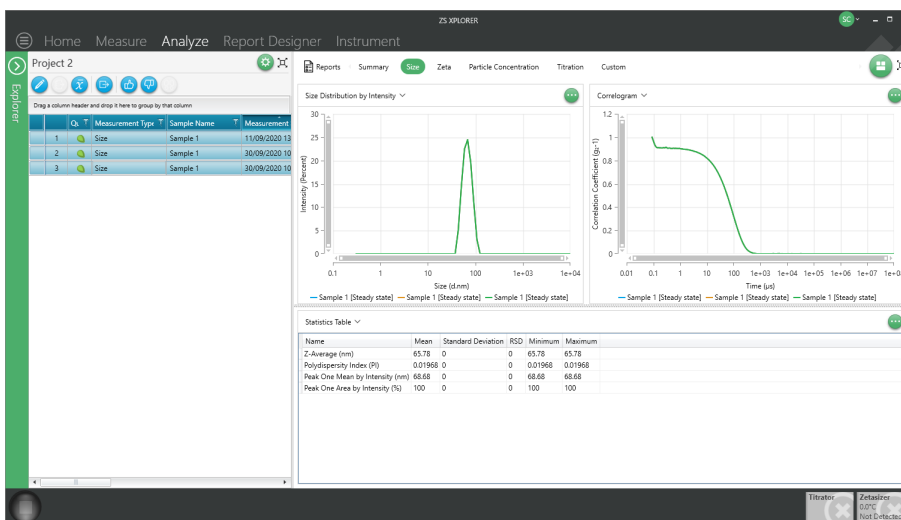 ZS XPLORER
SC
Home Measure Analyze Report Designer Instrument
Explorer
Project 2
Drag a column header and drop it here to group by that column
Qu Measurement Type Sample Name Measurement
1 Size Sample 1 11/09/2020 13
2 Size Sample 1 30/09/2020 10
3 Size Sample 1 30/09/2020 10
Reports Summary Size Zeta Particle Concentration Titration Custom
Size Distribution by Intensity
Intensity (Percent)
30
25
20
15
10
5
0
0.1 1 10 100 1e+03 1e+04
Size (d.nm)
Sample 1 [Steady state] Sample 1 [Steady state] Sample 1 [Steady state]
Correlogram
Correlation Coefficient (g₂-1)
1.2
1
0.8
0.6
0.4
0.2
0
0.01 0.1 1 10 100 1e+03 1e+04 1e+05 1e+06 1e+07 1e+0
Time (µs)
Sample 1 [Steady state] Sample 1 [Steady state] Sample 1 [Steady state]
Statistics Table
Name Mean Standard Deviation RSD Minimum Maximum
Z-Average (nm) 65.78 0 0 65.78 65.78
Polydispersity Index (PI) 0.01968 0 0 0.01968 0.01968
Peak One Mean by Intensity (nm) 68.68 0 0 68.68 68.68
Peak One Area by Intensity (%) 100 0 0 100 100
Titrator
Zetasizer
0.0°C
Not Detected